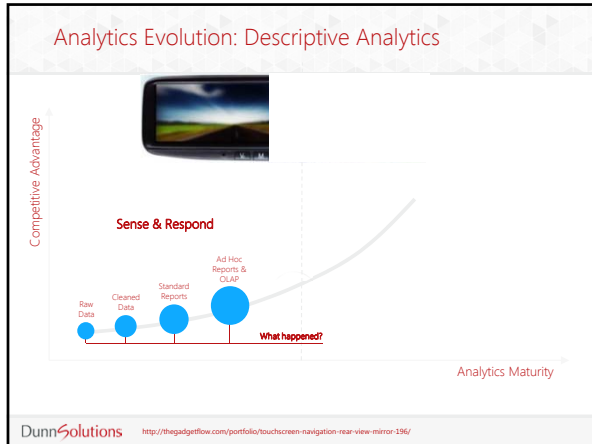 Analytics Evolution: Descriptive Analytics
V M
Competitive Advantage
Sense & Respond
Raw
Data
Cleaned
Data
Standard
Reports
Ad Hoc
Reports &
OLAP
What happened?
Analytics Maturity
DunnSolutions
http://thegadgetflow.com/portfolio/touchscreen-navigation-rear-view-mirror-196/